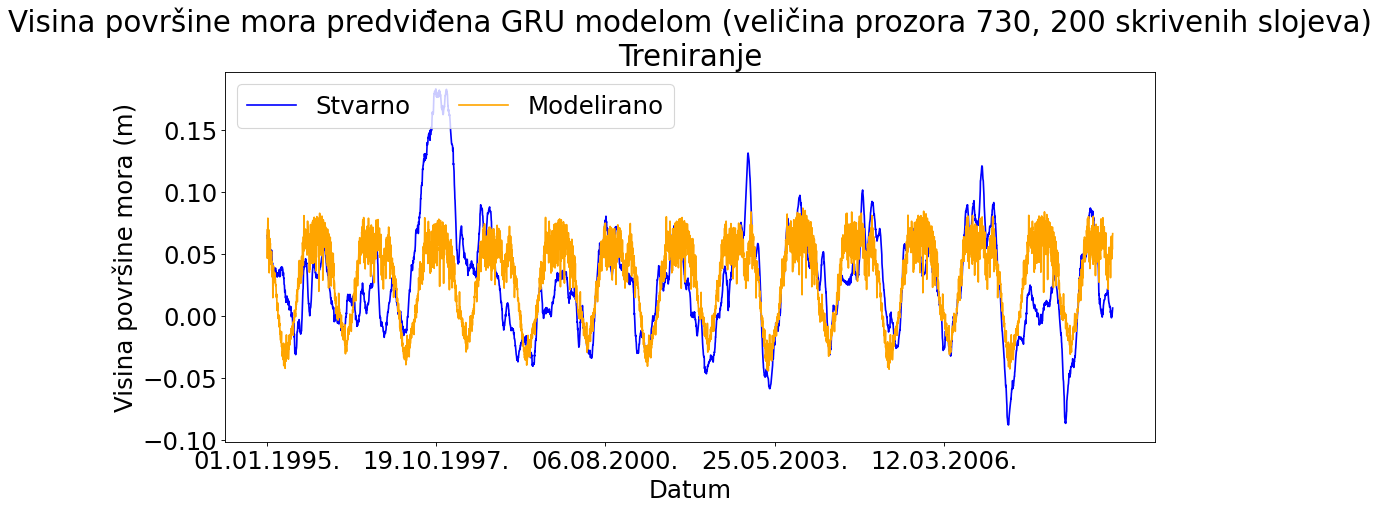 Visina površine mora predviđena GRU modelom (veličina prozora 730, 200 skrivenih slojeva)
Treniranje
Stvarno
Modelirano
Visina površine mora (m)
0.15
0.10
0.05
0.00
−0.05
−0.10
01.01.1995.
19.10.1997.
06.08.2000.
25.05.2003.
12.03.2006.
Datum